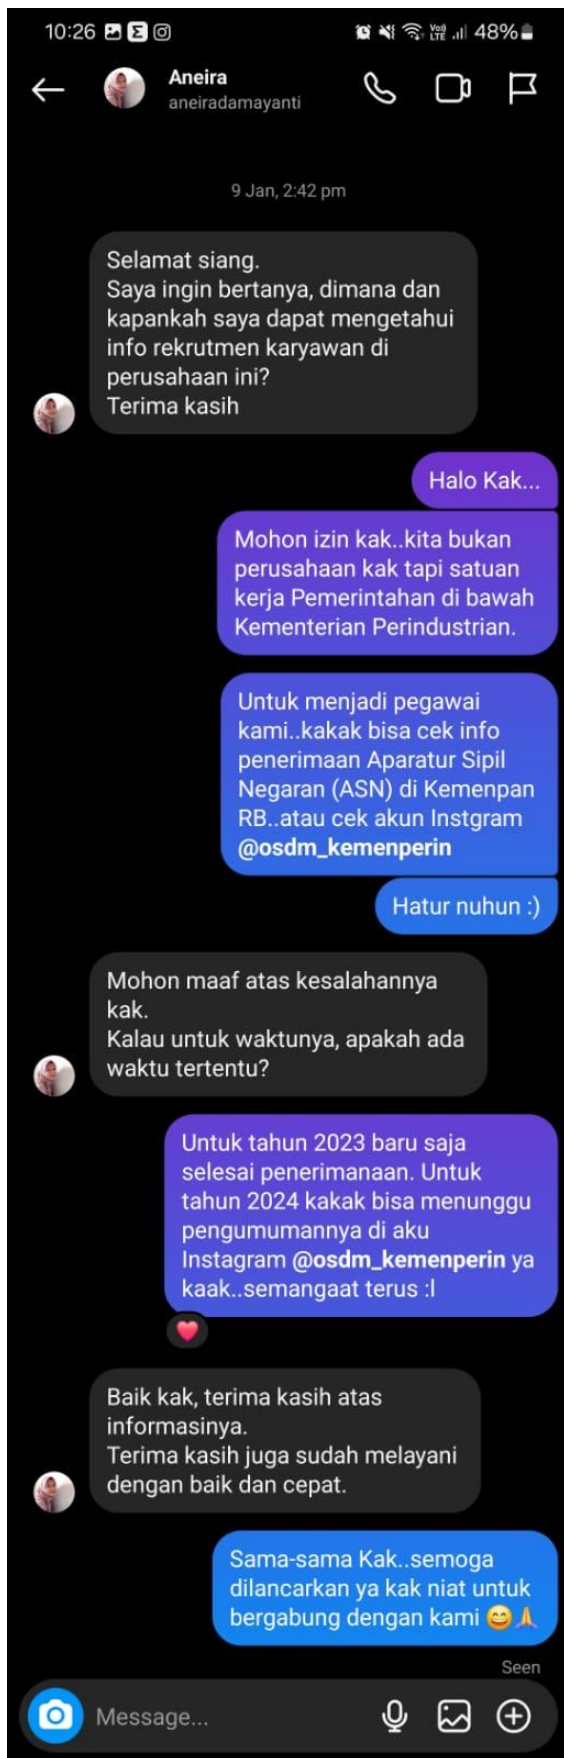 10:26
48%
Aneira
aneiradamayanti
9 Jan, 2:42 pm
Selamat siang.
Saya ingin bertanya, dimana dan
kapankah saya dapat mengetahui
info rekrutmen karyawan di
perusahaan ini?
Terima kasih
Halo Kak...
Mohon izin kak..kita bukan
perusahaan kak tapi satuan
kerja Pemerintahan di bawah
Kementerian Perindustrian.
Untuk menjadi pegawai
kami..kakak bisa cek info
penerimaan Aparatur Sipil
Negaran (ASN) di Kemenpan
RB..atau cek akun Instgram
@osdm_kemenperin
Hatur nuhun :)
Mohon maaf atas kesalahannya
kak.
Kalau untuk waktunya, apakah ada
waktu tertentu?
Untuk tahun 2023 baru saja
selesai penerimanaan. Untuk
tahun 2024 kakak bisa menunggu
pengumumannya di aku
Instagram @osdm_kemenperin ya
kaak..semangaat terus :l
Baik kak, terima kasih atas
informasinya.
Terima kasih juga sudah melayani
dengan baik dan cepat.
Sama-sama Kak..semoga
dilancarkan ya kak niat untuk
bergabung dengan kami 😄🙏
Seen
Message...